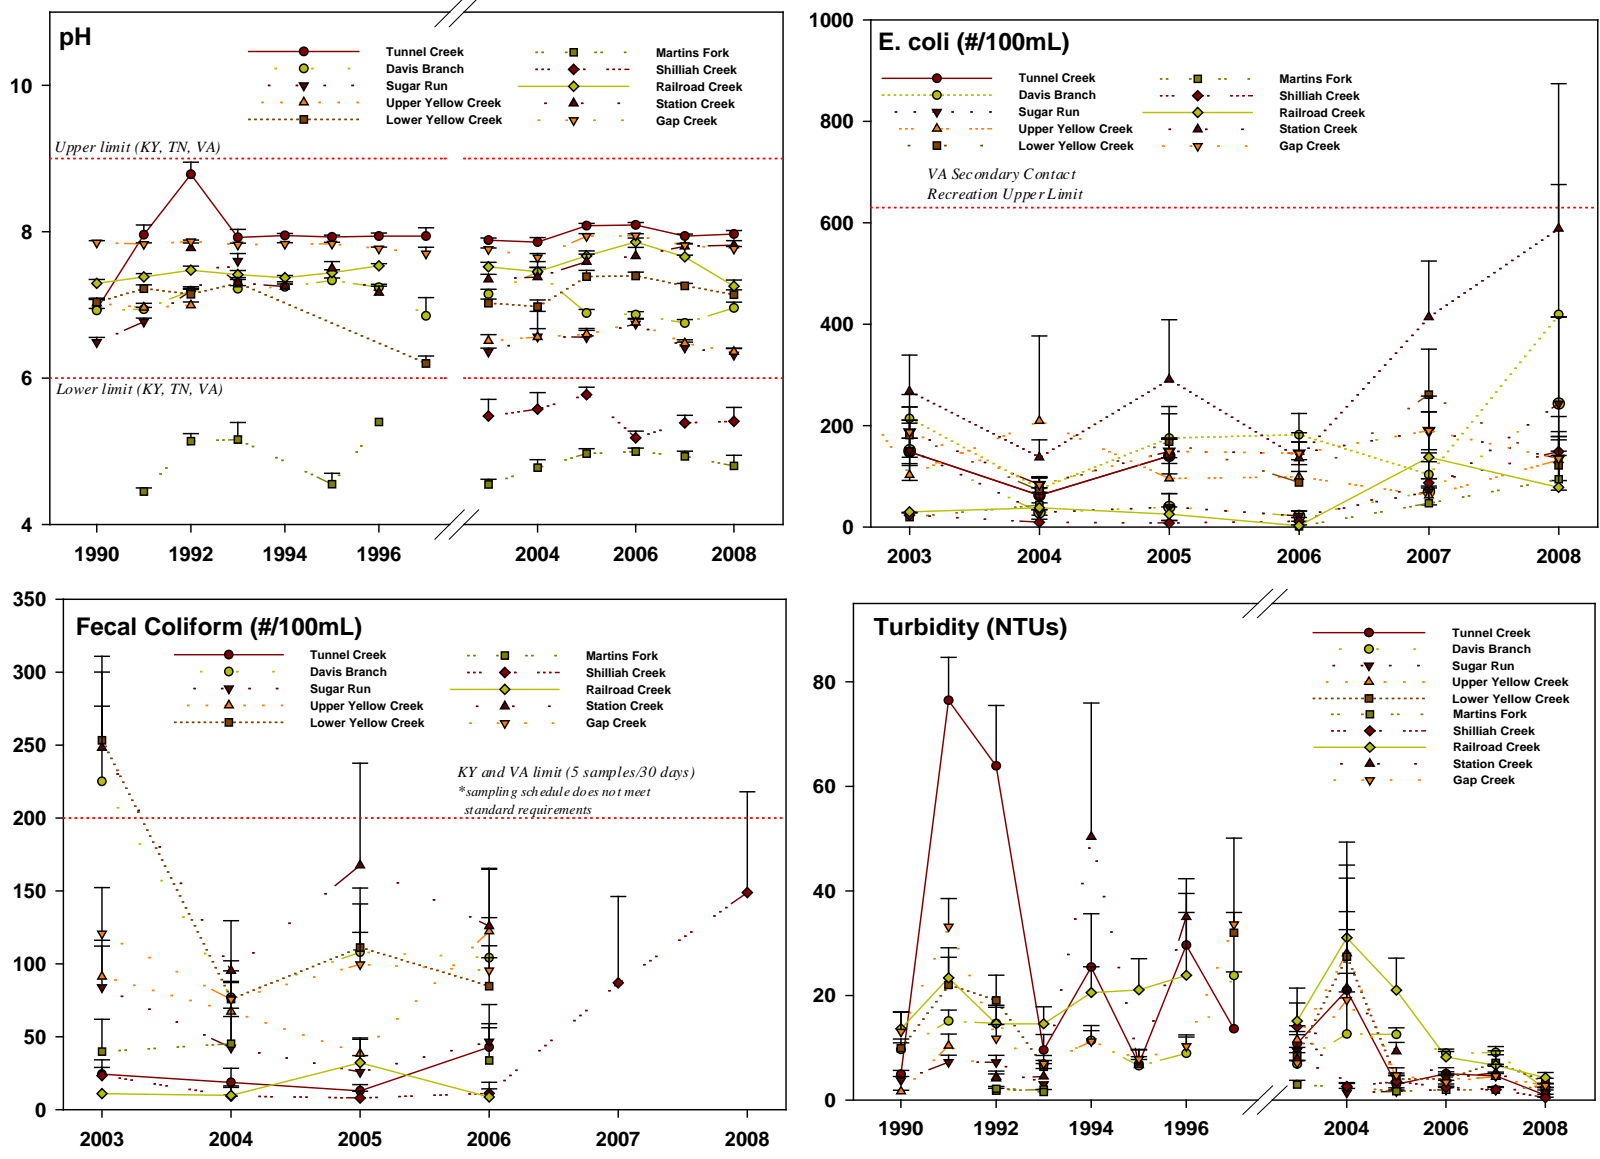 pH
Tunnel Creek
Davis Branch
Sugar Run
Upper Yellow Creek
Lower Yellow Creek
Martins Fork
Shilliah Creek
Railroad Creek
Station Creek
Gap Creek
Upper limit (KY, TN, VA)
Lower limit (KY, TN, VA)
10
8
6
4
1990
1992
1994
1996
2004
2006
2008
E. coli (#/100mL)
Tunnel Creek
Davis Branch
Sugar Run
Upper Yellow Creek
Lower Yellow Creek
Martins Fork
Shilliah Creek
Railroad Creek
Station Creek
Gap Creek
VA Secondary Contact
Recreation Upper Limit
1000
800
600
400
200
0
2003
2004
2005
2006
2007
2008
Fecal Coliform (#/100mL)
Tunnel Creek
Davis Branch
Sugar Run
Upper Yellow Creek
Lower Yellow Creek
Martins Fork
Shilliah Creek
Railroad Creek
Station Creek
Gap Creek
KY and VA limit (5 samples/30 days)
*sampling schedule does not meet
standard requirements
350
300
250
200
150
100
50
0
2003
2004
2005
2006
2007
2008
Turbidity (NTUs)
Tunnel Creek
Davis Branch
Sugar Run
Upper Yellow Creek
Lower Yellow Creek
Martins Fork
Shilliah Creek
Railroad Creek
Station Creek
Gap Creek
80
60
40
20
0
1990
1992
1994
1996
2004
2006
2008